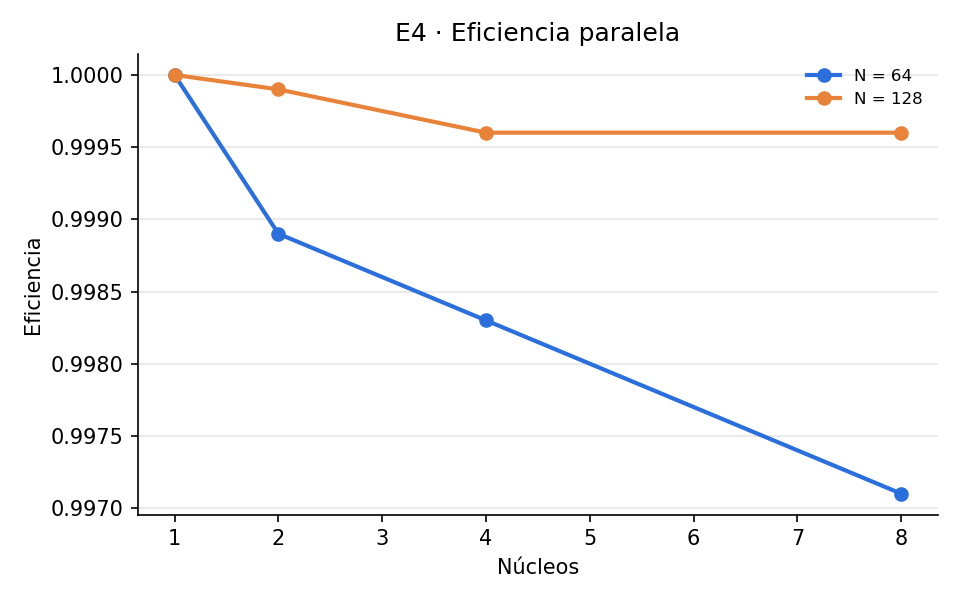 E4 · Eficiencia paralela
N = 64
N = 128
Eficiencia
1.0000
0.9995
0.9990
0.9985
0.9980
0.9975
0.9970
1 2 3 4 5 6 7 8
Núcleos